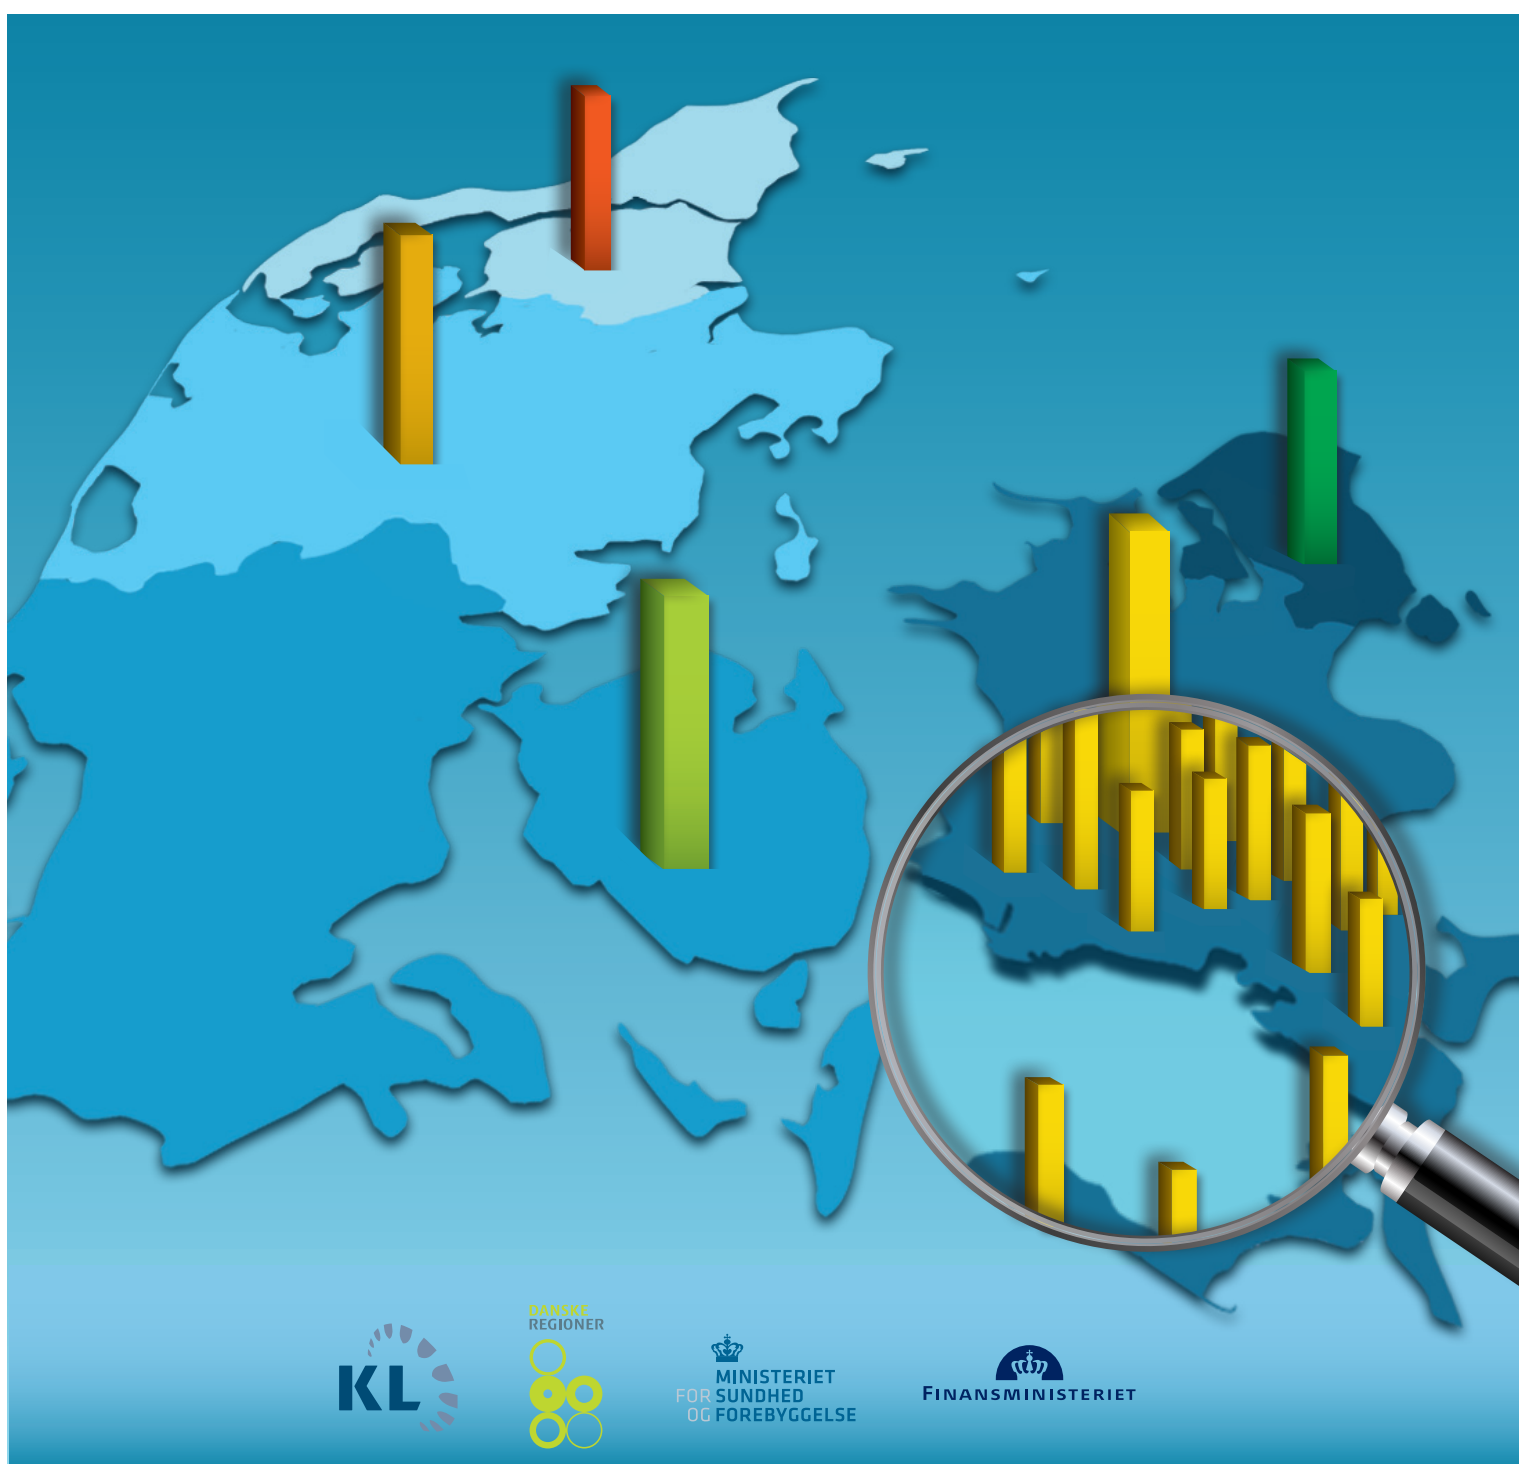 DANSKE
REGIONER
KL
MINISTERIET
FOR SUNDHED
OG FOREBYGGELSE
FINANSMINISTERIET